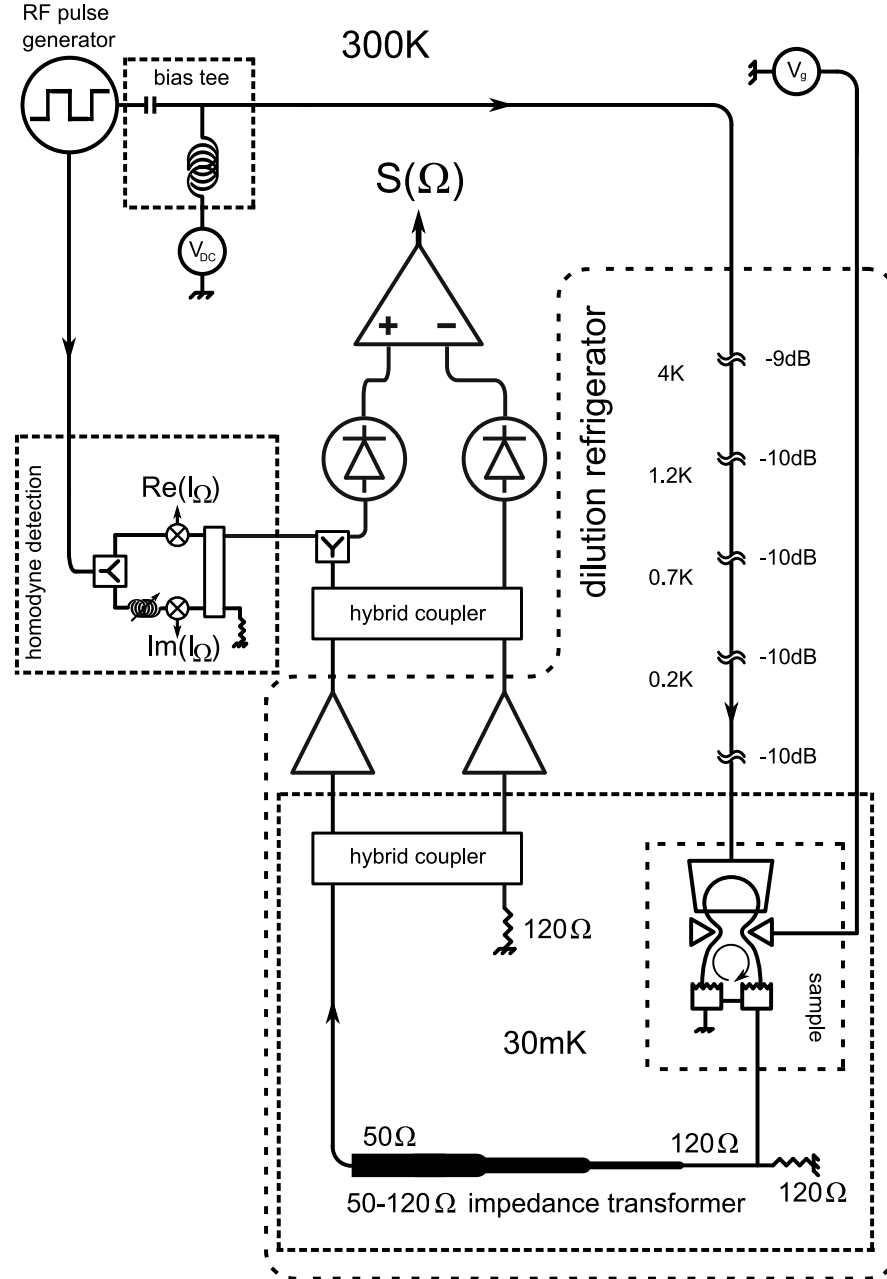 RF pulse
generator
300K
bias tee
V_g
V_DC
S(Ω)
+
−
dilution refrigerator
4K
-9dB
1.2K
-10dB
0.7K
-10dB
0.2K
-10dB
-10dB
homodyne detection
Re(I_Ω)
Im(I_Ω)
hybrid coupler
hybrid coupler
120Ω
sample
30mK
50Ω
120Ω
120Ω
50-120Ω impedance transformer